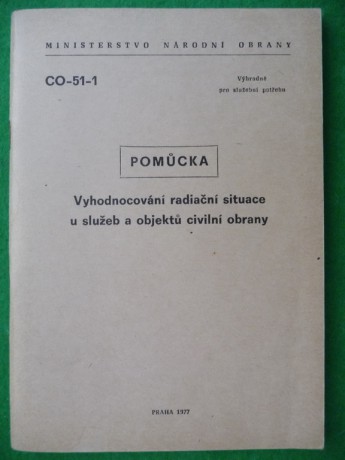 MINISTERSTVO NÁRODNÍ OBRANY
CO-51-1
Výhradně
pro služební potřebu
POMŮCKA
Vyhodnocování radiační situace
u služeb a objektů civilní obrany
PRAHA 1977